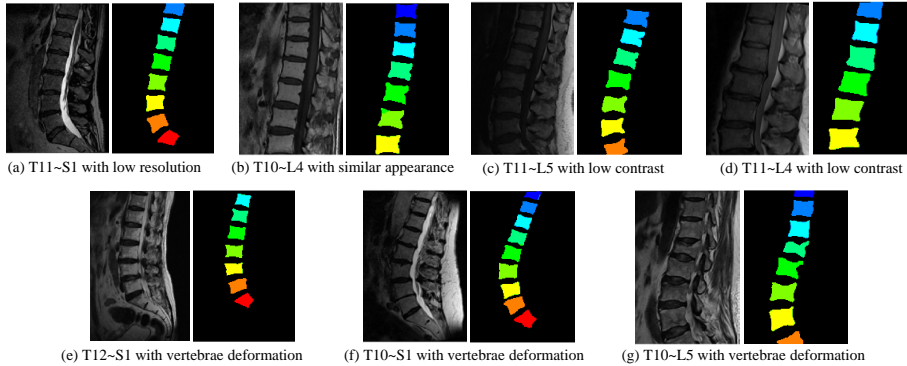 (a) T11~S1 with low resolution
(b) T10~L4 with similar appearance
(c) T11~L5 with low contrast
(d) T11~L4 with low contrast
(e) T12~S1 with vertebrae deformation
(f) T10~S1 with vertebrae deformation
(g) T10~L5 with vertebrae deformation